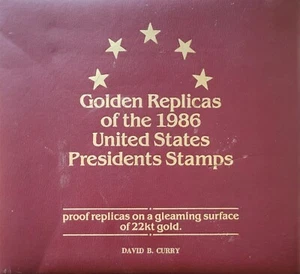 Golden Replicas
of the 1986
United States
Presidents Stamps
proof replicas on a gleaming surface
of 22kt gold.
DAVID B. CURRY